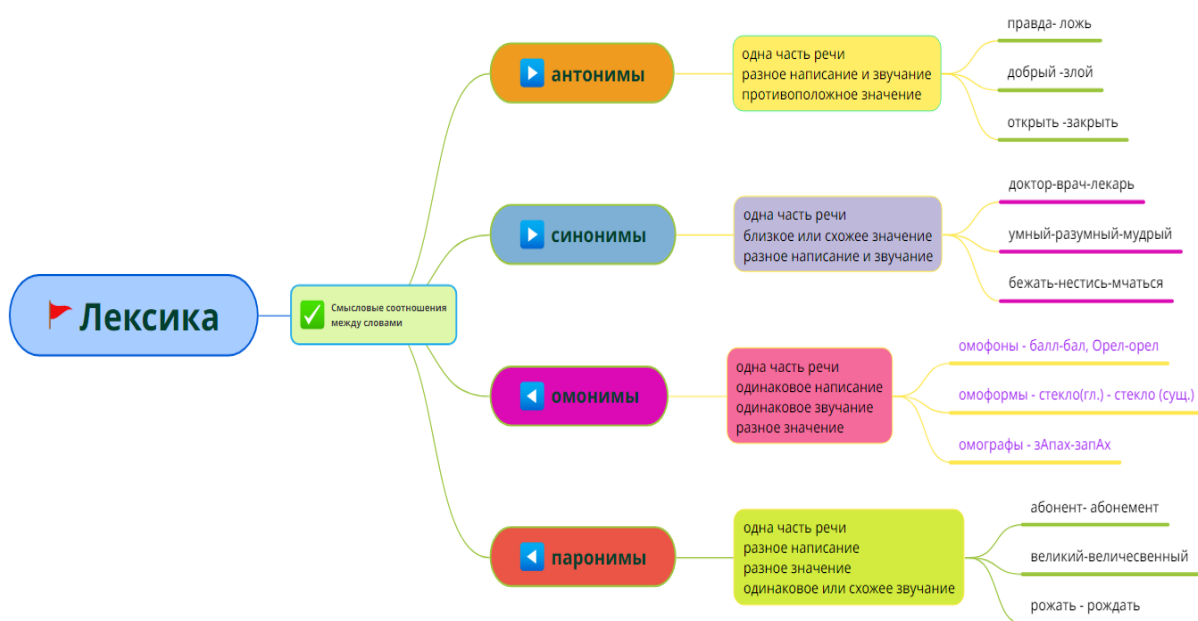 Лексика
Смысловые соотношения
между словами
антонимы
одна часть речи
разное написание и звучание
противоположное значение
правда- ложь
добрый -злой
открыть -закрыть
синонимы
одна часть речи
близкое или схожее значение
разное написание и звучание
доктор-врач-лекарь
умный-разумный-мудрый
бежать-нестись-мчаться
омонимы
одна часть речи
одинаковое написание
одинаковое звучание
разное значение
омофоны - балл-бал, Орел-орел
омоформы - стекло(гл.) - стекло (сущ.)
омографы - зАпах-запАх
паронимы
одна часть речи
разное написание
разное значение
одинаковое или схожее звучание
абонент- абонемент
великий-величесвенный
рожать - рождать